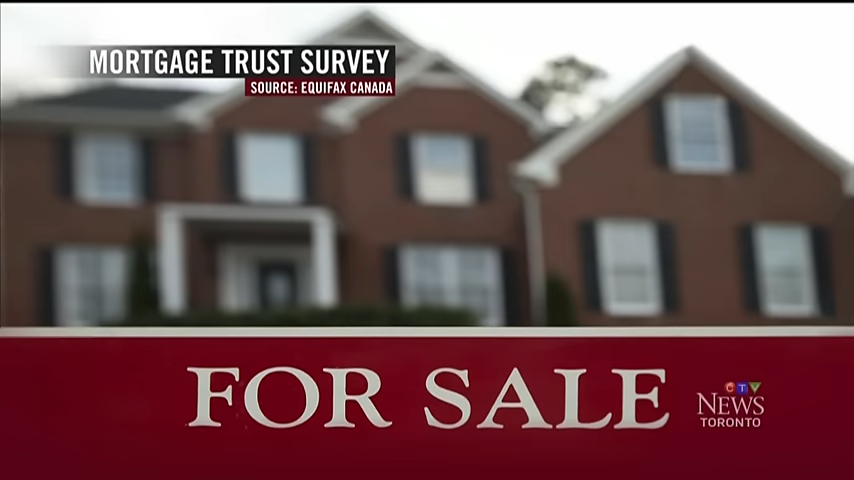 MORTGAGE TRUST SURVEY
SOURCE: EQUIFAX CANADA
FOR SALE
CTV
NEWS
TORONTO